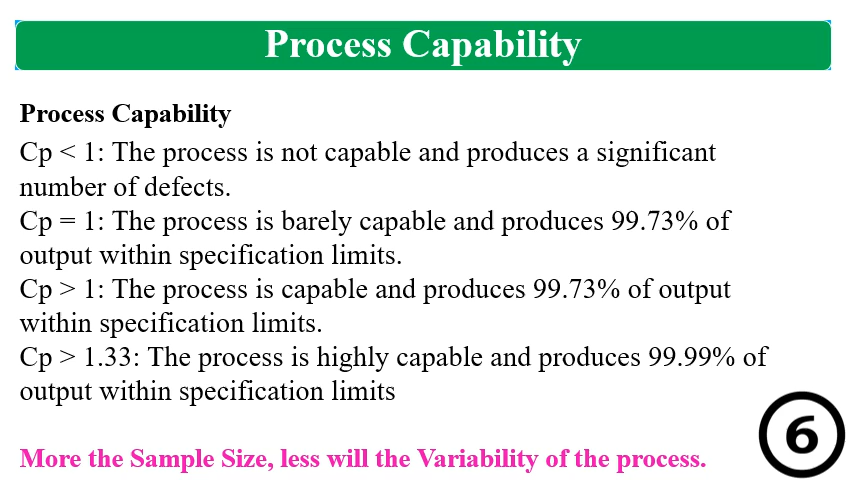 Process Capability
Process Capability
Cp < 1: The process is not capable and produces a significant
number of defects.
Cp = 1: The process is barely capable and produces 99.73% of
output within specification limits.
Cp > 1: The process is capable and produces 99.73% of output
within specification limits.
Cp > 1.33: The process is highly capable and produces 99.99% of
output within specification limits
More the Sample Size, less will the Variability of the process.
6